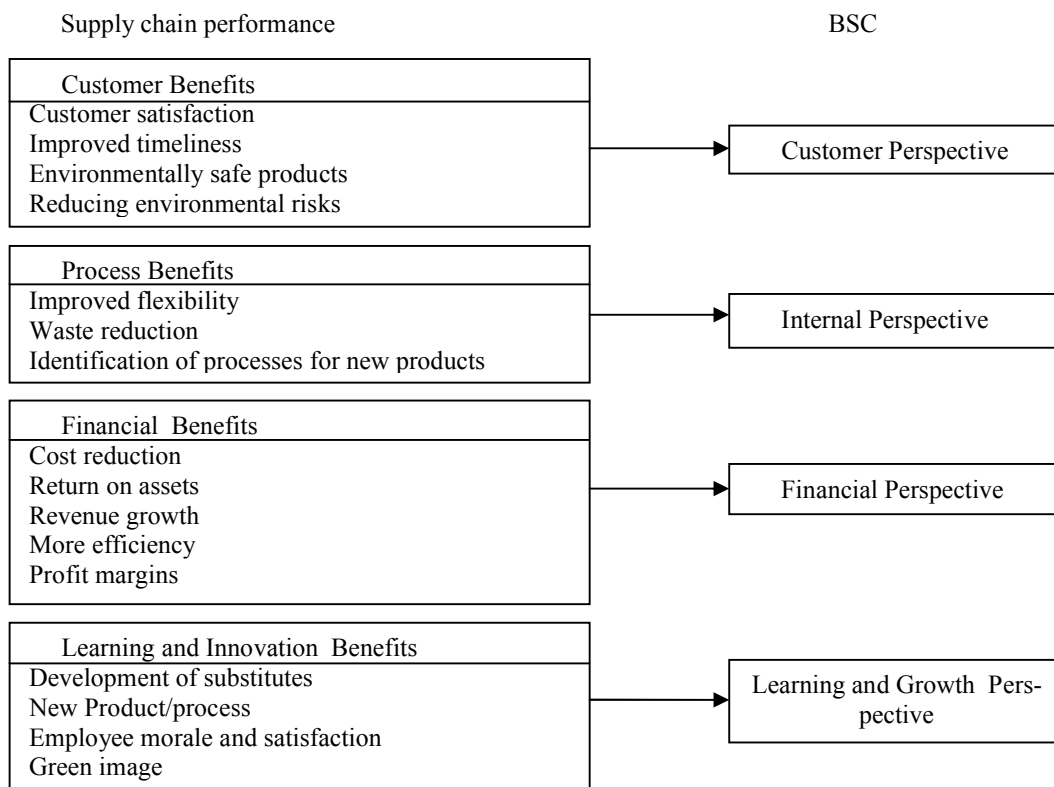 Supply chain performance BSC
Customer Benefits
Customer satisfaction
Improved timeliness
Environmentally safe products
Reducing environmental risks
Customer Perspective
Process Benefits
Improved flexibility
Waste reduction
Identification of processes for new products
Internal Perspective
Financial Benefits
Cost reduction
Return on assets
Revenue growth
More efficiency
Profit margins
Financial Perspective
Learning and Innovation Benefits
Development of substitutes
New Product/process
Employee morale and satisfaction
Green image
Learning and Growth Pers-
pective